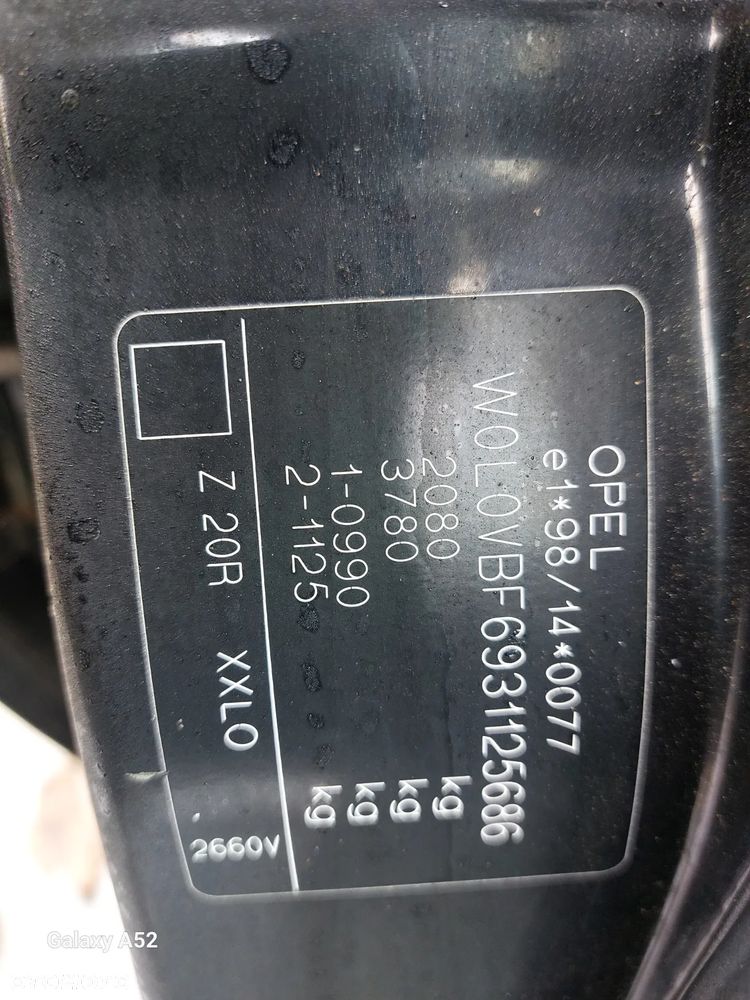 OPEL
e1*98/14*0077
W0L0VBF6931125686
2080 kg
3780 kg
1-0990 kg
2-1125 kg
Z 20R XXL0 2660V
Galaxy A52